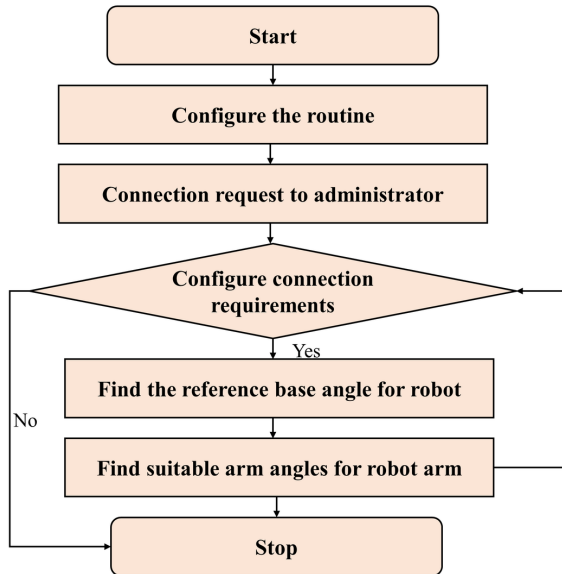 Start
Configure the routine
Connection request to administrator
Configure connection
requirements
Yes
Find the reference base angle for robot
No
Find suitable arm angles for robot arm
Stop